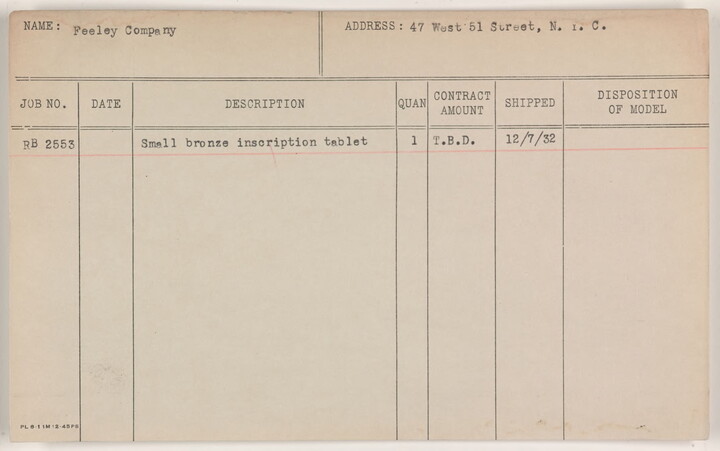 NAME: Feeley Company
ADDRESS: 47 West 51 Street, N. Y. C.
JOB NO. DATE DESCRIPTION QUAN CONTRACT AMOUNT SHIPPED DISPOSITION OF MODEL
RB 2553 Small bronze inscription tablet 1 T.B.D. 12/7/32